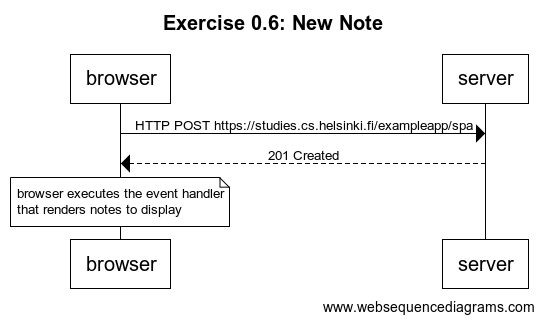 Exercise 0.6: New Note
browser
server
HTTP POST https://studies.cs.helsinki.fi/exampleapp/spa
201 Created
browser executes the event handler
that renders notes to display
browser
server
www.websequencediagrams.com